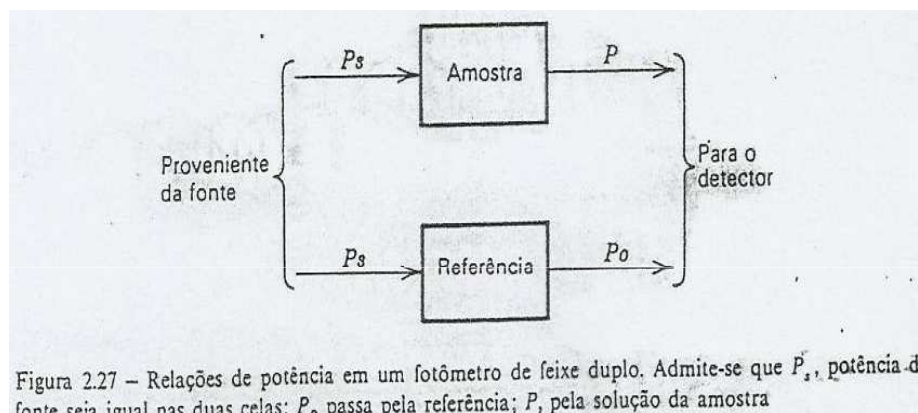 Ps
Amostra
P
Proveniente
da fonte
Para o
detector
Ps
Referência
Po
Figura 2.27 – Relações de potência em um fotômetro de feixe duplo. Admite-se que Pₛ, potência d
fonte seja igual nas duas celas; P₀ passa pela referência; P, pela solução da amostra